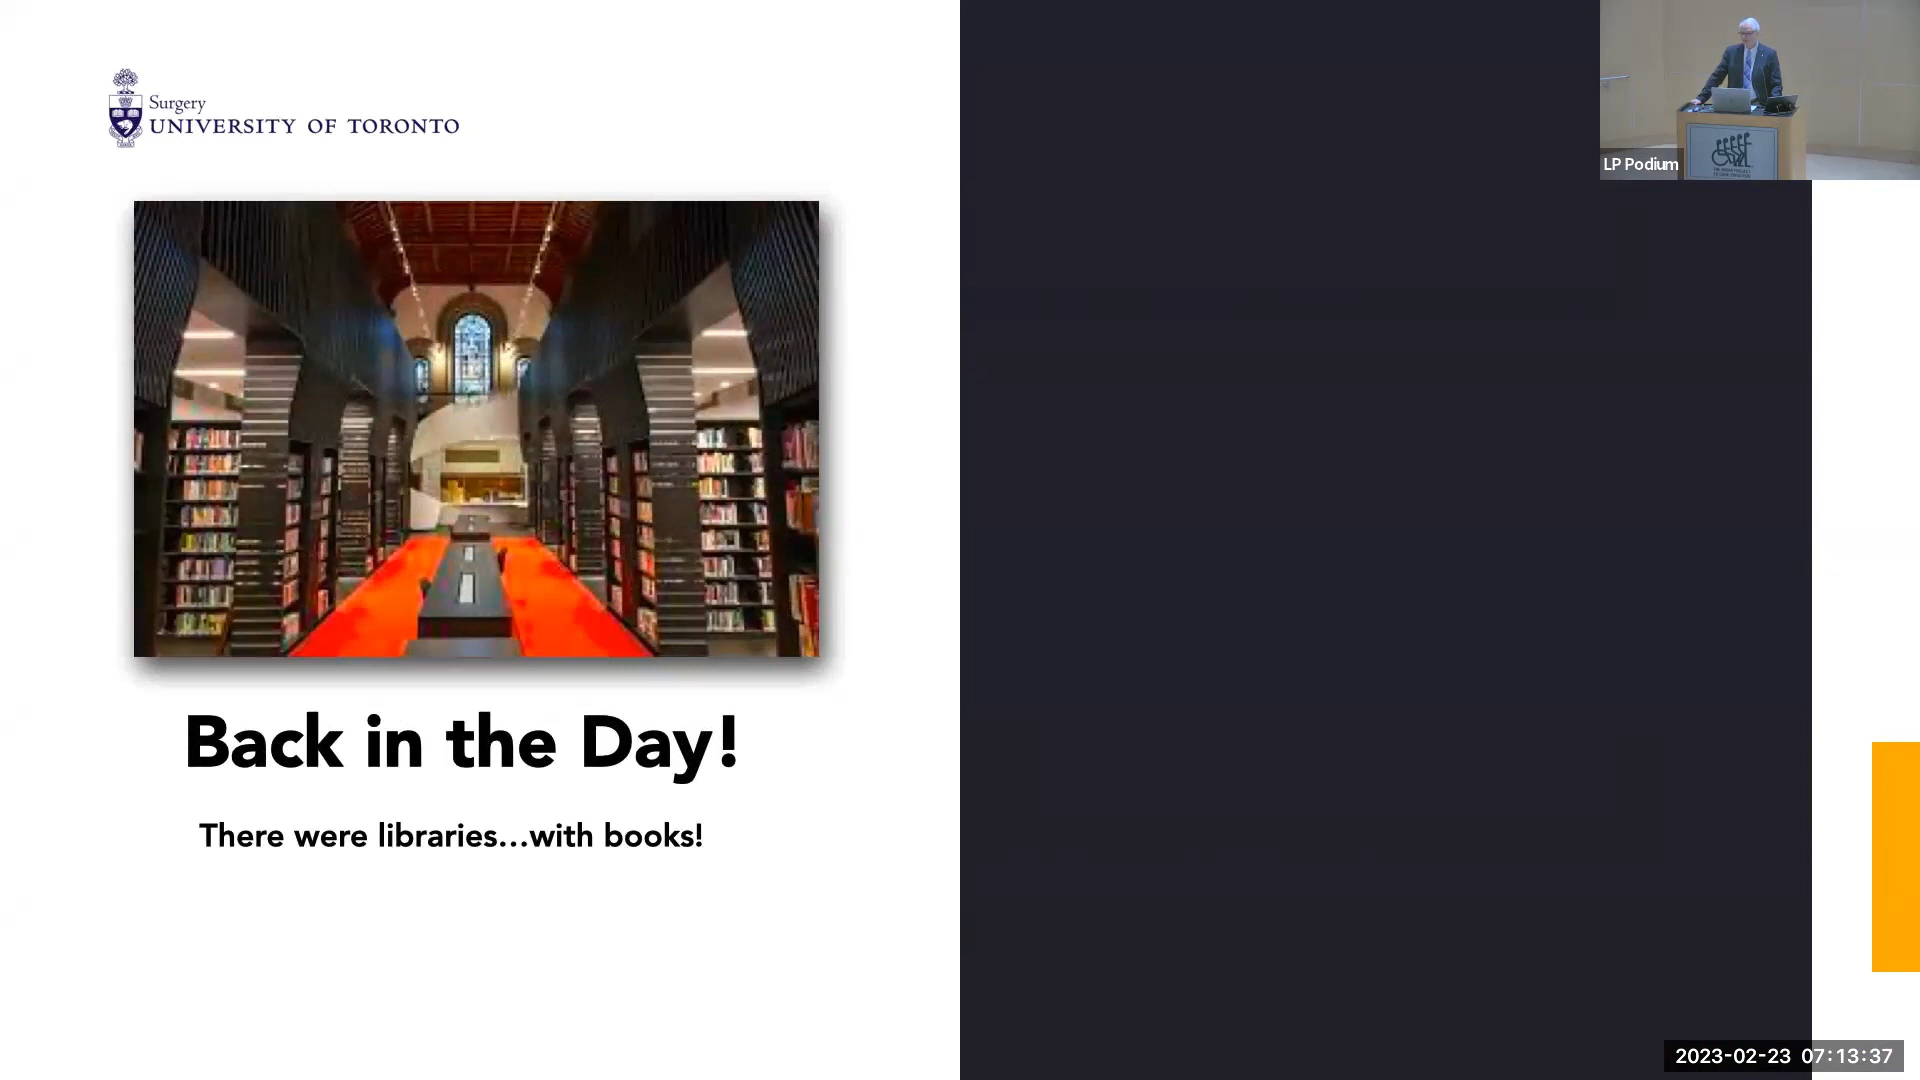 Surgery
UNIVERSITY OF TORONTO
LP Podium
Back in the Day!
There were libraries...with books!
2023-02-23 07:13:37